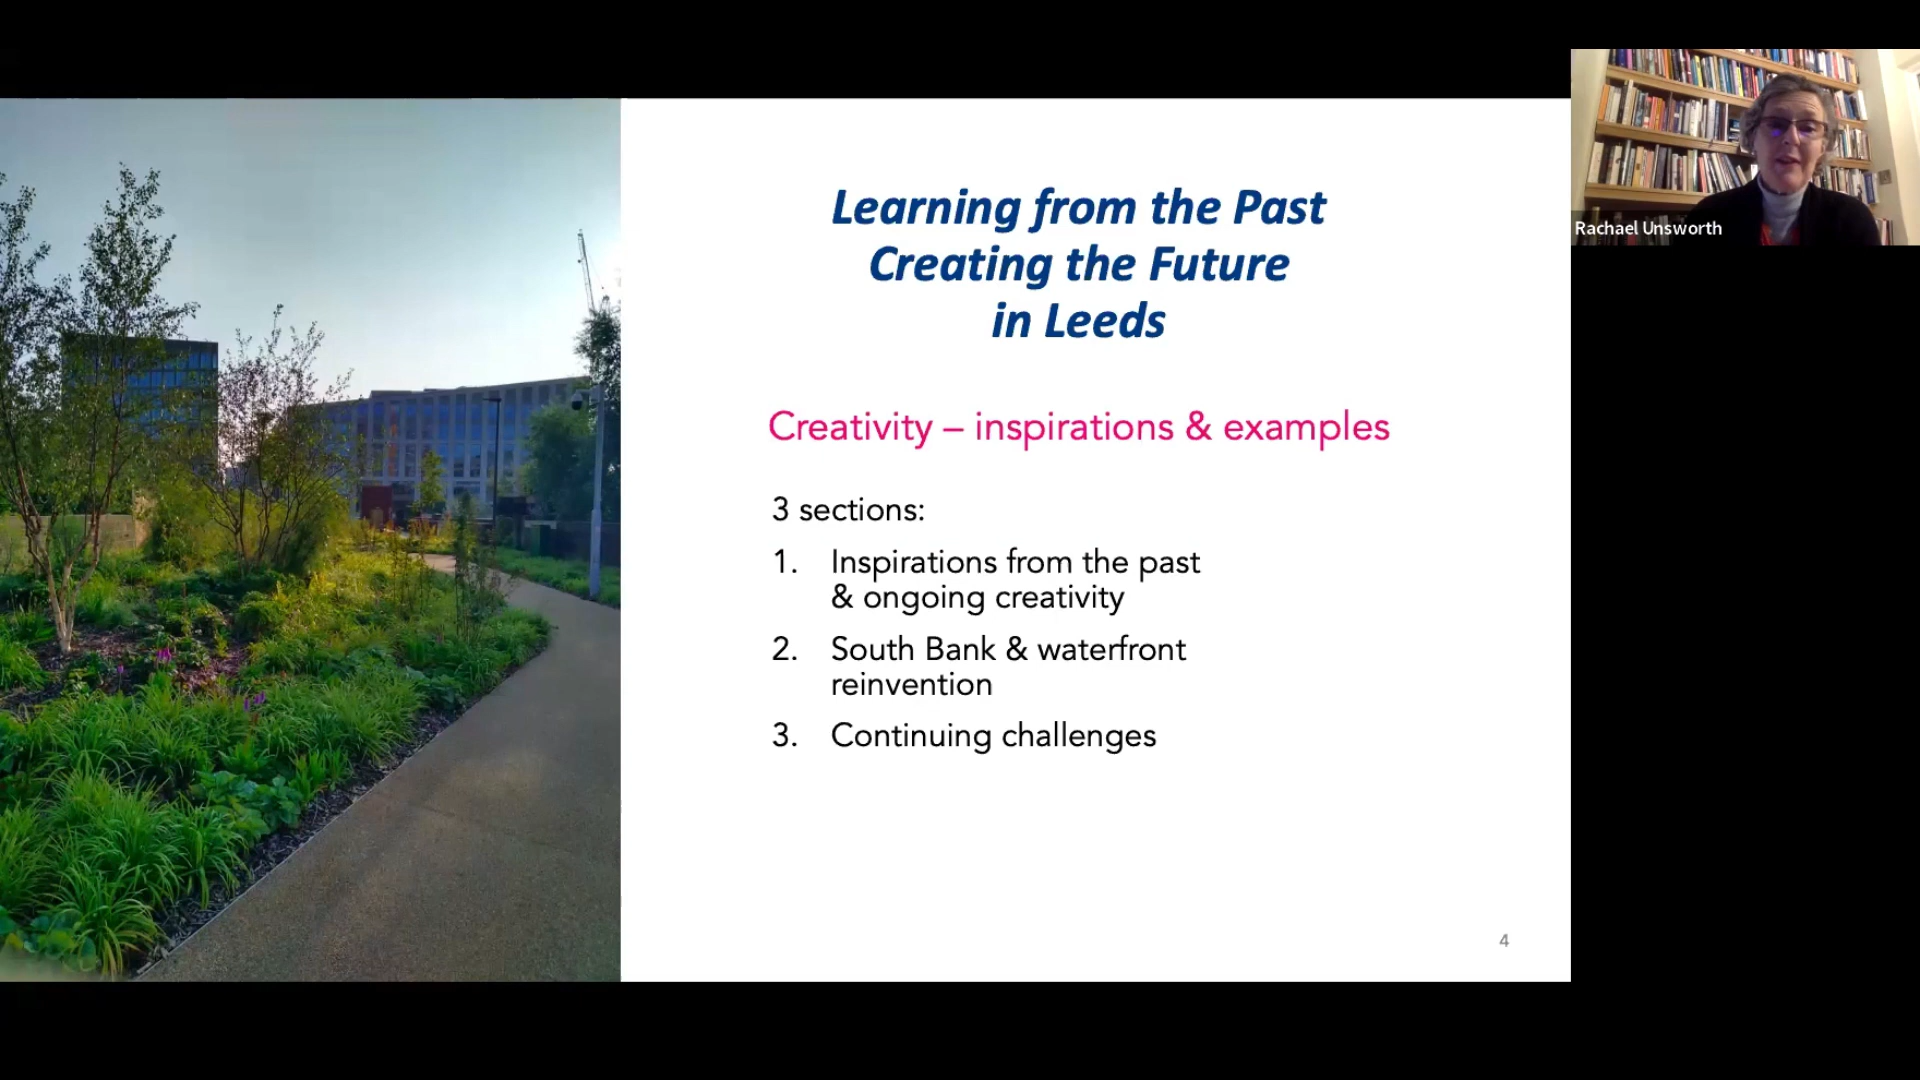 Learning from the Past
Creating the Future
in Leeds
Creativity – inspirations & examples
3 sections:
1. Inspirations from the past
& ongoing creativity
2. South Bank & waterfront
reinvention
3. Continuing challenges
4
Rachael Unsworth